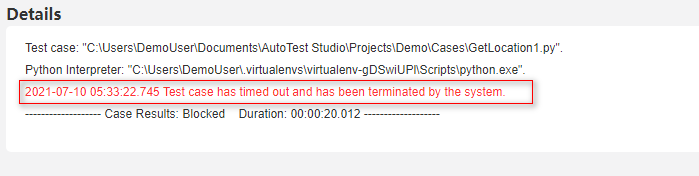 Details
Test case: "C:\Users\DemoUser\Documents\AutoTest Studio\Projects\Demo\Cases\GetLocation1.py".
Python Interpreter: "C:\Users\DemoUser\.virtualenvs\virtualenv-gDSwiUPI\Scripts\python.exe".
2021-07-10 05:33:22.745 Test case has timed out and has been terminated by the system.
------------------- Case Results: Blocked    Duration: 00:00:20.012 -------------------